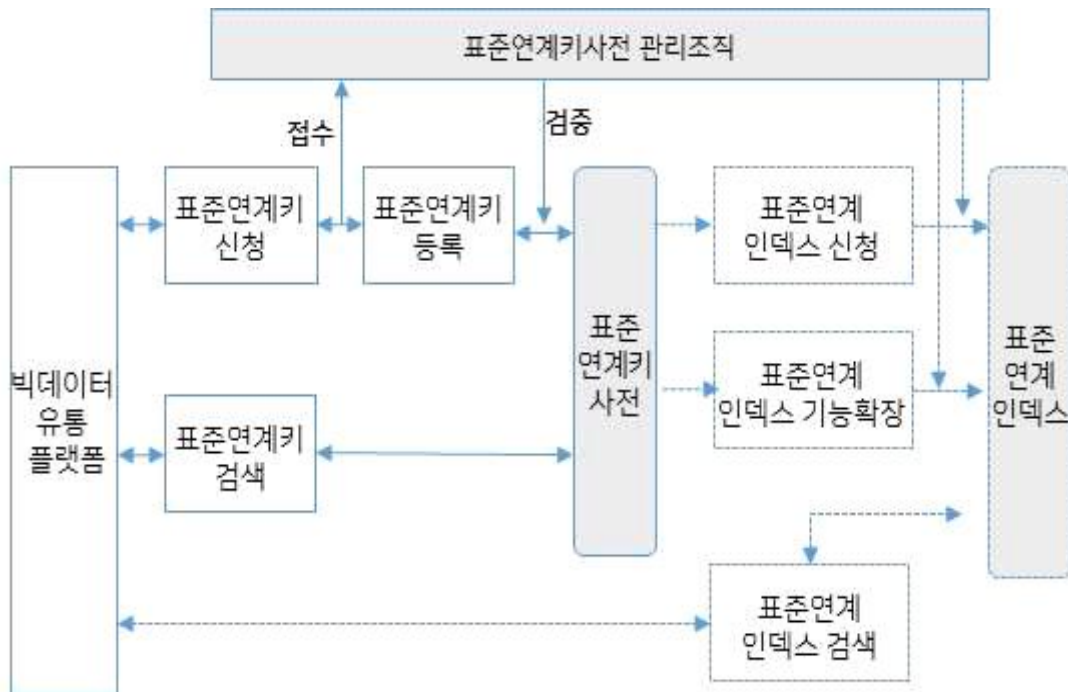 표준연계키사전 관리조직
접수
검증
표준연계키
신청
표준연계키
등록
표준연계
인덱스 신청
빅데이터
유통
플랫폼
표준
연계키
사전
표준연계
인덱스 기능확장
표준
연계
인덱스
표준연계키
검색
표준연계
인덱스 검색